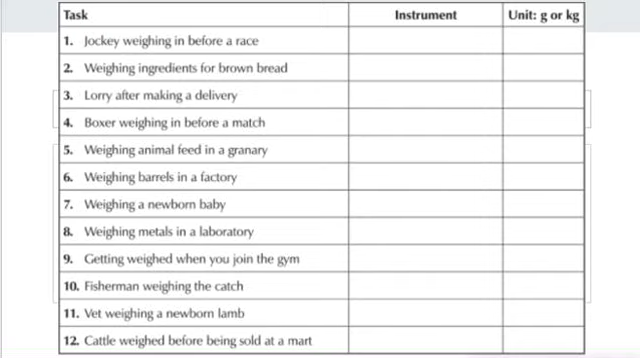 Task Instrument Unit: g or kg
1. Jockey weighing in before a race
2. Weighing ingredients for brown bread
3. Lorry after making a delivery
4. Boxer weighing in before a match
5. Weighing animal feed in a granary
6. Weighing barrels in a factory
7. Weighing a newborn baby
8. Weighing metals in a laboratory
9. Getting weighed when you join the gym
10. Fisherman weighing the catch
11. Vet weighing a newborn lamb
12. Cattle weighed before being sold at a mart